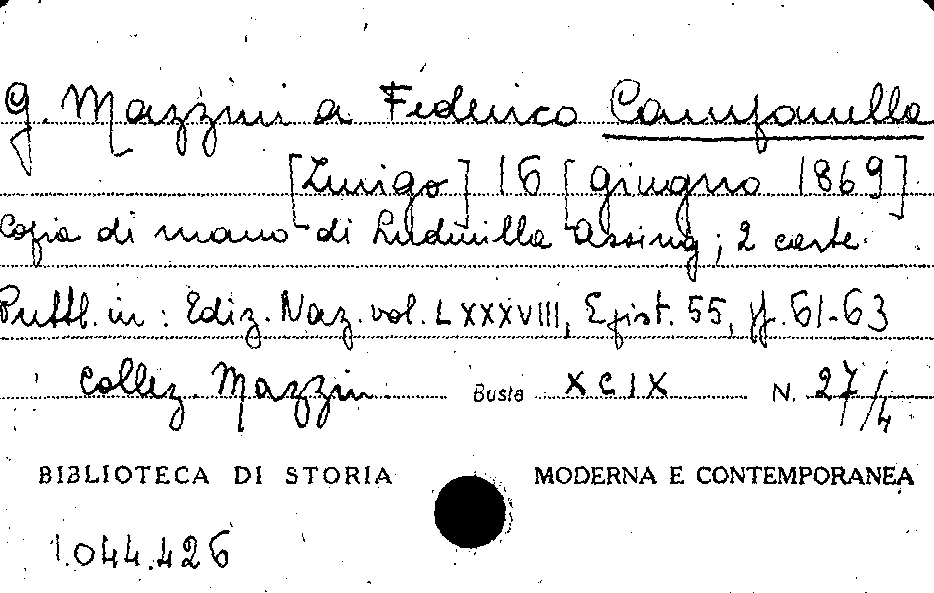 G. Mazzini a Federico Campanella
[Zurigo] 16 [giugno 1869]
Copia di mano di Ludmilla Assing; 2 carte.
Pubbl. in: Ediz. Naz. vol. LXXXVIII, Epist. 55, pp. 61-63
Collez. Mazzini Busta XCIX N. 27/4
BIBLIOTECA DI STORIA MODERNA E CONTEMPORANEA
1.044.426